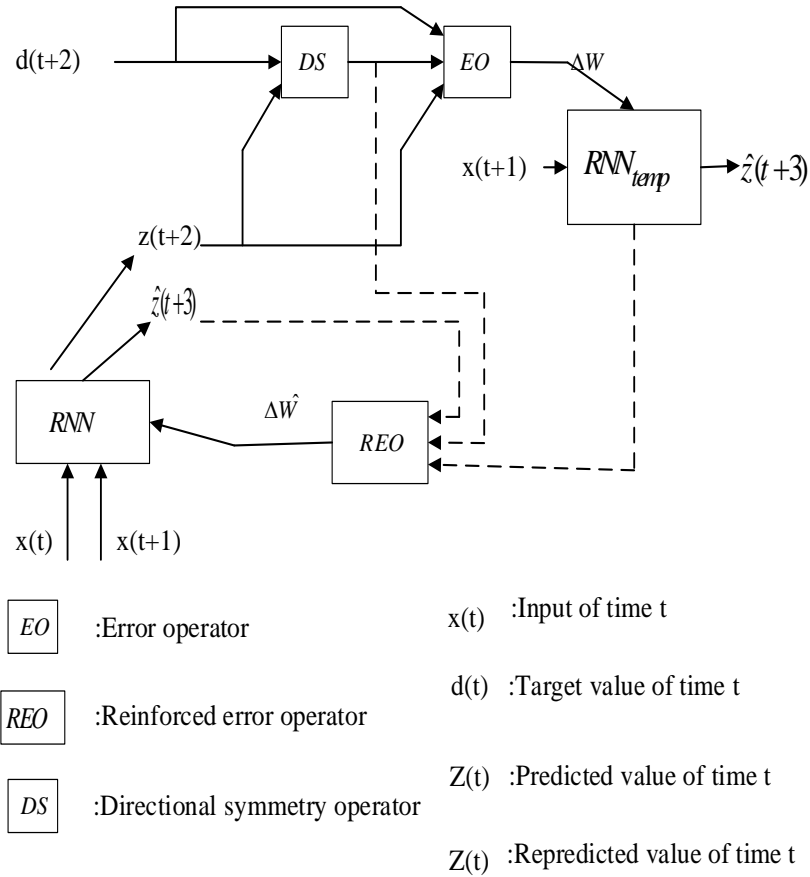 d(t+2)
DS
EO
ΔW
x(t+1)
RNN_temp
ẑ(t+3)
z(t+2)
ẑ(t+3)
RNN
ΔŴ
REO
x(t)
x(t+1)
EO :Error operator
x(t) :Input of time t
REO :Reinforced error operator
d(t) :Target value of time t
DS :Directional symmetry operator
Z(t) :Predicted value of time t
Z(t) :Repredicted value of time t